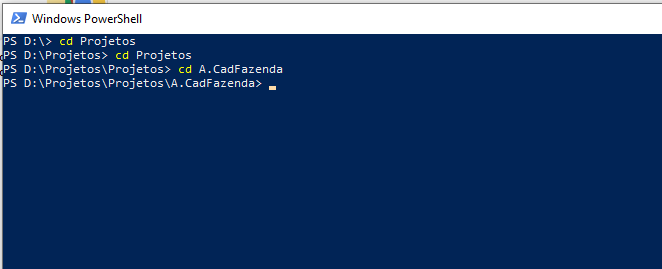 Windows PowerShell
PS D:\> cd Projetos
PS D:\Projetos> cd Projetos
PS D:\Projetos\Projetos> cd A.CadFazenda
PS D:\Projetos\Projetos\A.CadFazenda>